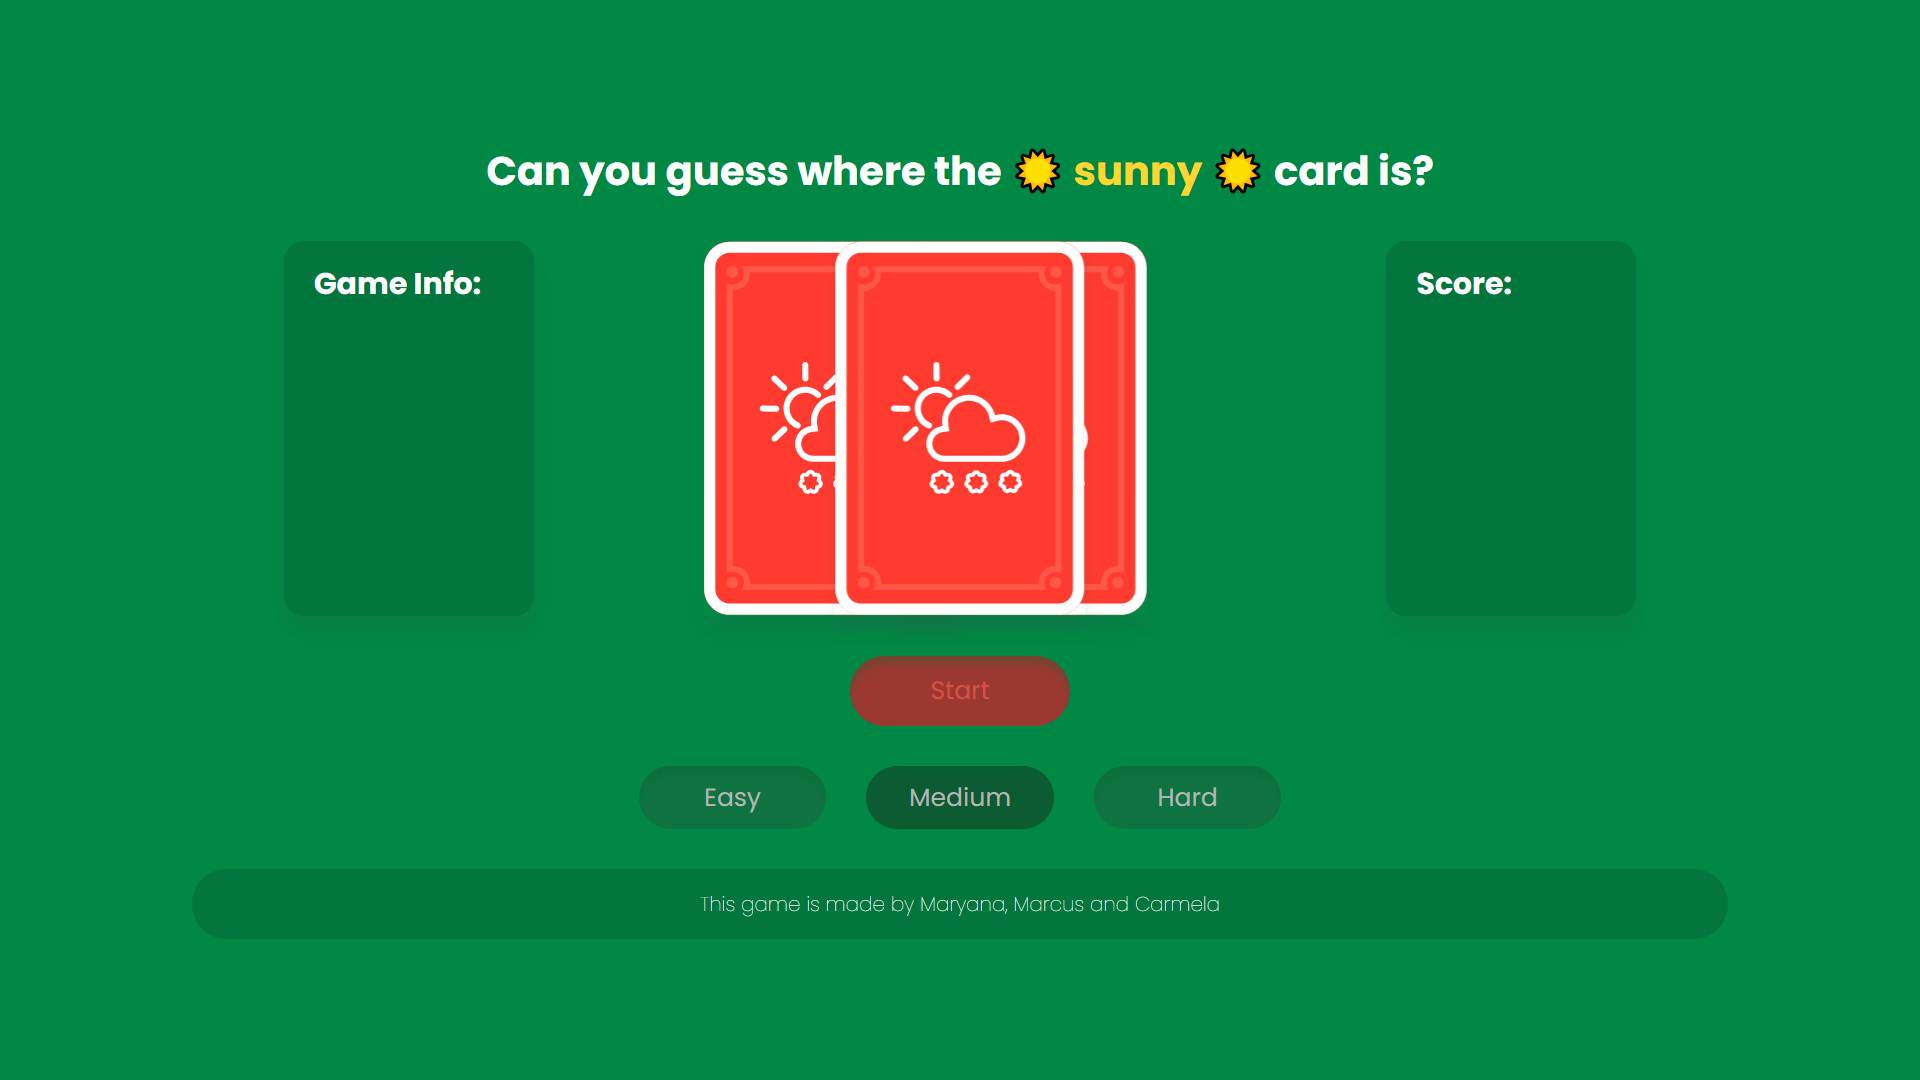 Can you guess where the sunny card is?
Game Info:
Score:
Start
Easy
Medium
Hard
This game is made by Maryana, Marcus and Carmela